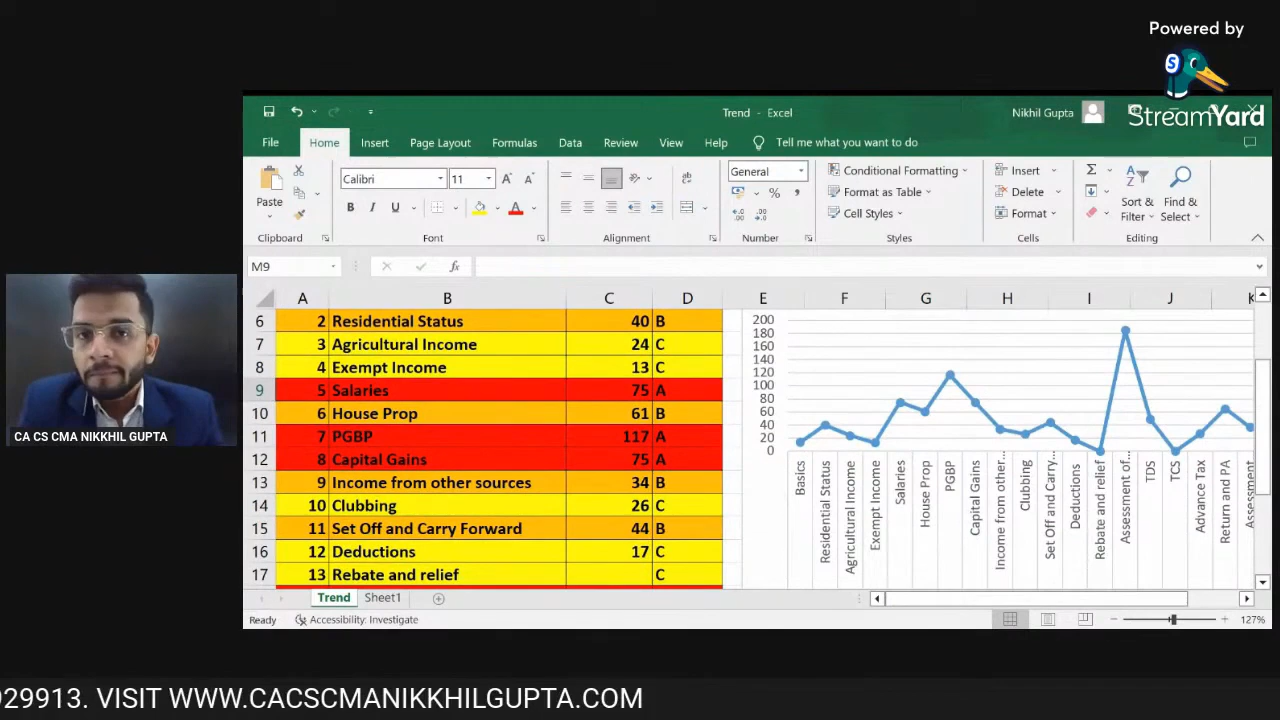 Powered by
StreamYard
Trend - Excel
Nikhil Gupta
File Home Insert Page Layout Formulas Data Review View Help Tell me what you want to do
Paste
Calibri 11
General
Conditional Formatting
Format as Table
Cell Styles
Insert
Delete
Format
Sort & Filter
Find & Select
Clipboard Font Alignment Number Styles Cells Editing
M9
fx
A B C D E F G H I J K
6 2 Residential Status 40 B
7 3 Agricultural Income 24 C
8 4 Exempt Income 13 C
9 5 Salaries 75 A
10 6 House Prop 61 B
11 7 PGBP 117 A
12 8 Capital Gains 75 A
13 9 Income from other sources 34 B
14 10 Clubbing 26 C
15 11 Set Off and Carry Forward 44 B
16 12 Deductions 17 C
17 13 Rebate and relief C
200
180
160
140
120
100
80
60
40
20
0
Basics
Residential Status
Agricultural Income
Exempt Income
Salaries
House Prop
PGBP
Capital Gains
Income from other...
Clubbing
Set Off and Carry...
Deductions
Rebate and relief
Assessment of...
TDS
TCS
Advance Tax
Return and PA
Assessment
Trend Sheet1
Ready Accessibility: Investigate
127%
CA CS CMA NIKKHIL GUPTA
029913. VISIT WWW.CACSCMANIKKHILGUPTA.COM